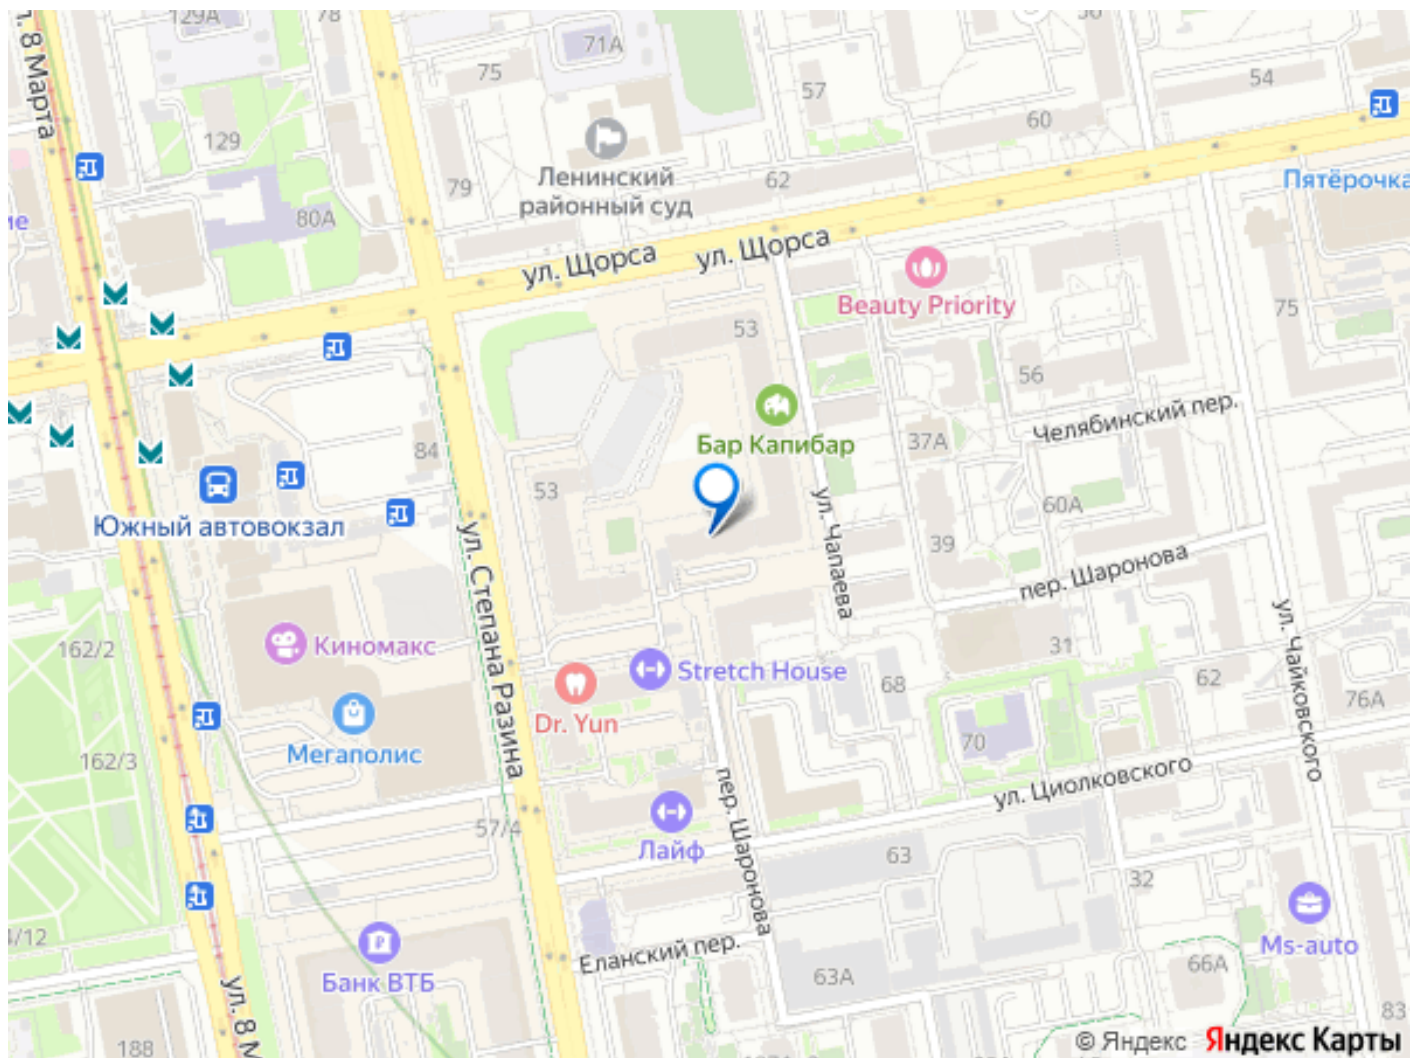 129А
78
л. 8 Марта
71А
75
57
54
56
60
129
Ленинский
районный суд
79
62
Пятёрочка
80А
ие
ул. Щорса
ул. Щорса
Beauty Priority
53
75
56
Челябинский пер.
Бар Капибар
37А
84
53
Южный автовокзал
ул. Степана Разина
ул. Чапаева
60А
39
пер. Шаронова
ул. Чайковского
162/2
Киномакс
Stretch House
31
68
62
76А
Dr. Yun
Мегаполис
162/3
70
ул. Циолковского
пер. Шаронова
57/4
Лайф
63
32
4/12
Еланский пер.
Ms-auto
Банк ВТБ
63А
66А
ул. 8 М
83
188
© Яндекс Яндекс Карты